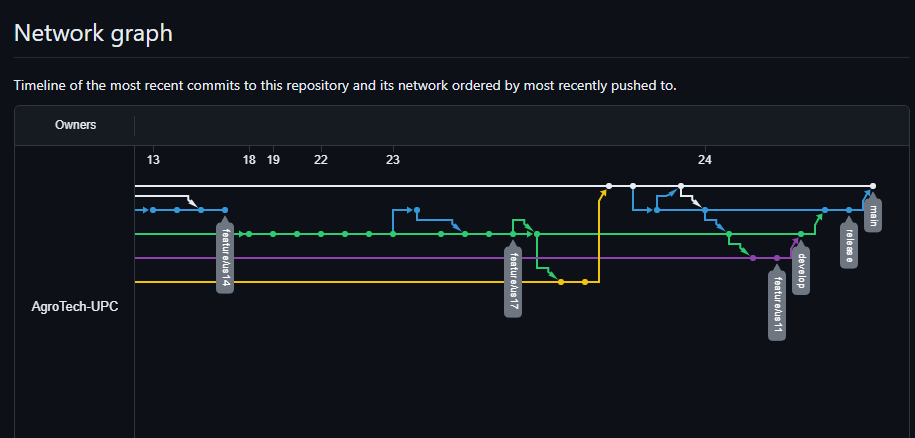 Network graph
Timeline of the most recent commits to this repository and its network ordered by most recently pushed to.
Owners
13 18 19 22 23 24
main
release
feature/us14
develop
feature/us17
feature/us11
AgroTech-UPC